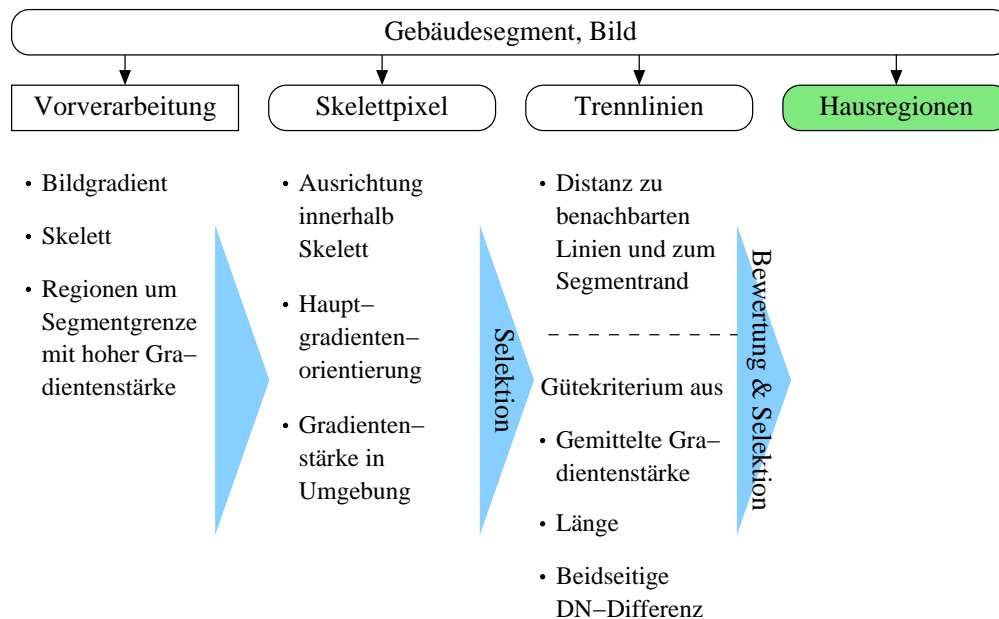 Gebäudesegment, Bild
Vorverarbeitung
Skelettpixel
Trennlinien
Hausregionen
· Bildgradient
· Skelett
· Regionen um
Segmentgrenze
mit hoher Gra–
dientenstärke
· Ausrichtung
innerhalb
Skelett
· Haupt–
gradienten–
orientierung
· Gradienten–
stärke in
Umgebung
Selektion
· Distanz zu
benachbarten
Linien und zum
Segmentrand
Gütekriterium aus
· Gemittelte Gra–
dientenstärke
· Länge
· Beidseitige
DN–Differenz
Bewertung & Selektion